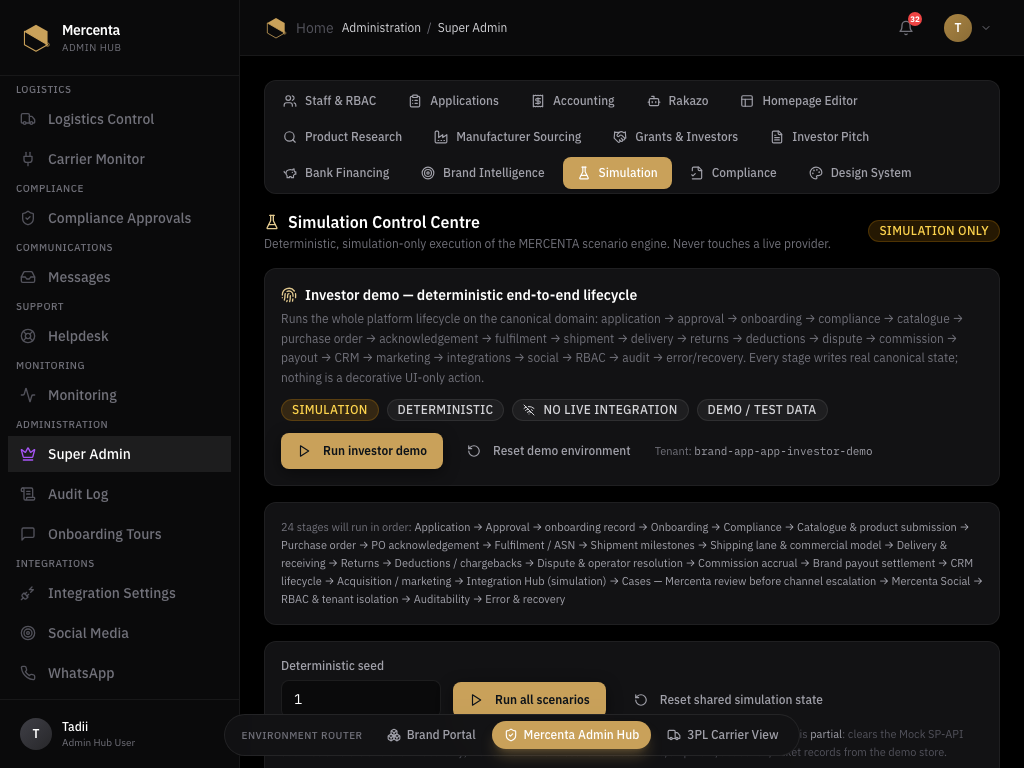 Mercenta
ADMIN HUB
LOGISTICS
Logistics Control
Carrier Monitor
COMPLIANCE
Compliance Approvals
COMMUNICATIONS
Messages
SUPPORT
Helpdesk
MONITORING
Monitoring
ADMINISTRATION
Super Admin
Audit Log
Onboarding Tours
INTEGRATIONS
Integration Settings
Social Media
WhatsApp
T
Tadii
Admin Hub User
Home Administration / Super Admin
32
T
Staff & RBAC Applications Accounting Rakazo Homepage Editor
Product Research Manufacturer Sourcing Grants & Investors Investor Pitch
Bank Financing Brand Intelligence Simulation Compliance Design System
Simulation Control Centre
Deterministic, simulation-only execution of the MERCENTA scenario engine. Never touches a live provider.
SIMULATION ONLY
Investor demo — deterministic end-to-end lifecycle
Runs the whole platform lifecycle on the canonical domain: application → approval → onboarding → compliance → catalogue →
purchase order → acknowledgement → fulfilment → shipment → delivery → returns → deductions → dispute → commission →
payout → CRM → marketing → integrations → social → RBAC → audit → error/recovery. Every stage writes real canonical state;
nothing is a decorative UI-only action.
SIMULATION DETERMINISTIC NO LIVE INTEGRATION DEMO / TEST DATA
Run investor demo Reset demo environment Tenant: brand-app-app-investor-demo
24 stages will run in order: Application → Approval → onboarding record → Onboarding → Compliance → Catalogue & product submission →
Purchase order → PO acknowledgement → Fulfilment / ASN → Shipment milestones → Shipping lane & commercial model → Delivery &
receiving → Returns → Deductions / chargebacks → Dispute & operator resolution → Commission accrual → Brand payout settlement → CRM
lifecycle → Acquisition / marketing → Integration Hub (simulation) → Cases — Mercenta review before channel escalation → Mercenta Social →
RBAC & tenant isolation → Auditability → Error & recovery
Deterministic seed
1 Run all scenarios Reset shared simulation state
is partial: clears the Mock SP-API
ket records from the demo store.
ENVIRONMENT ROUTER Brand Portal Mercenta Admin Hub 3PL Carrier View